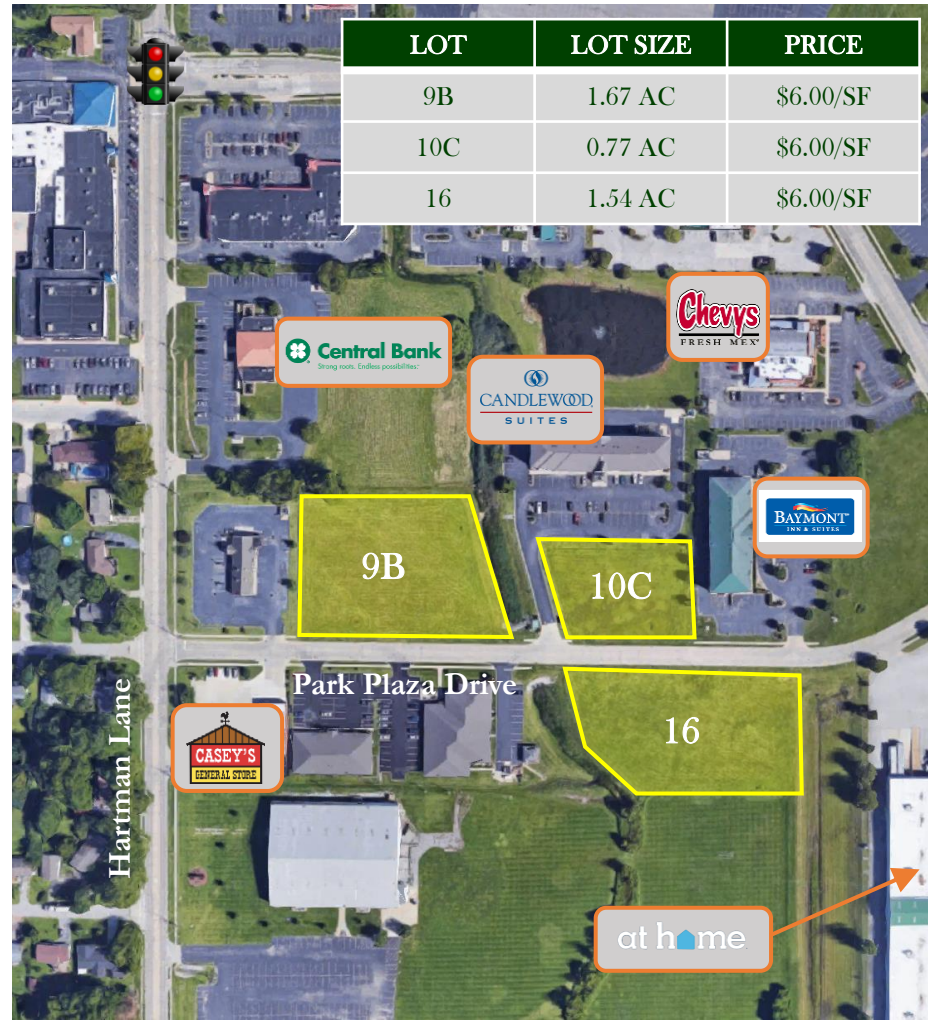 LOT LOT SIZE PRICE
9B 1.67 AC $6.00/SF
10C 0.77 AC $6.00/SF
16 1.54 AC $6.00/SF
Chevys
FRESH MEX
Central Bank
Strong roots. Endless possibilities.
CANDLEWOOD
SUITES
BAYMONT
INN & SUITES
9B
10C
Park Plaza Drive
16
Hartman Lane
CASEY'S
GENERAL STORE
at home